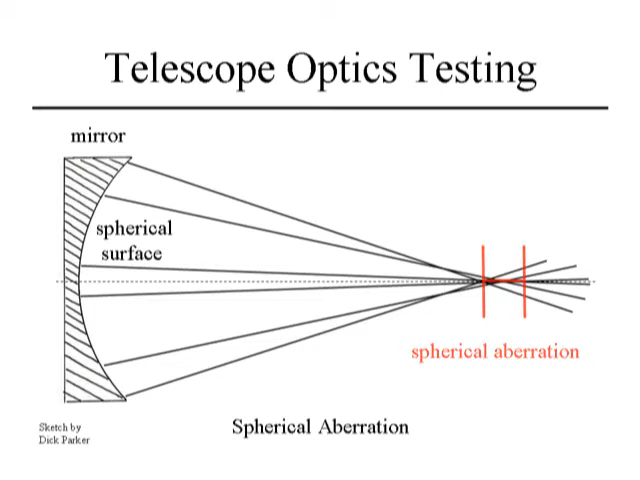 Telescope Optics Testing
mirror
spherical
surface
spherical aberration
Sketch by
Dick Parker
Spherical Aberration